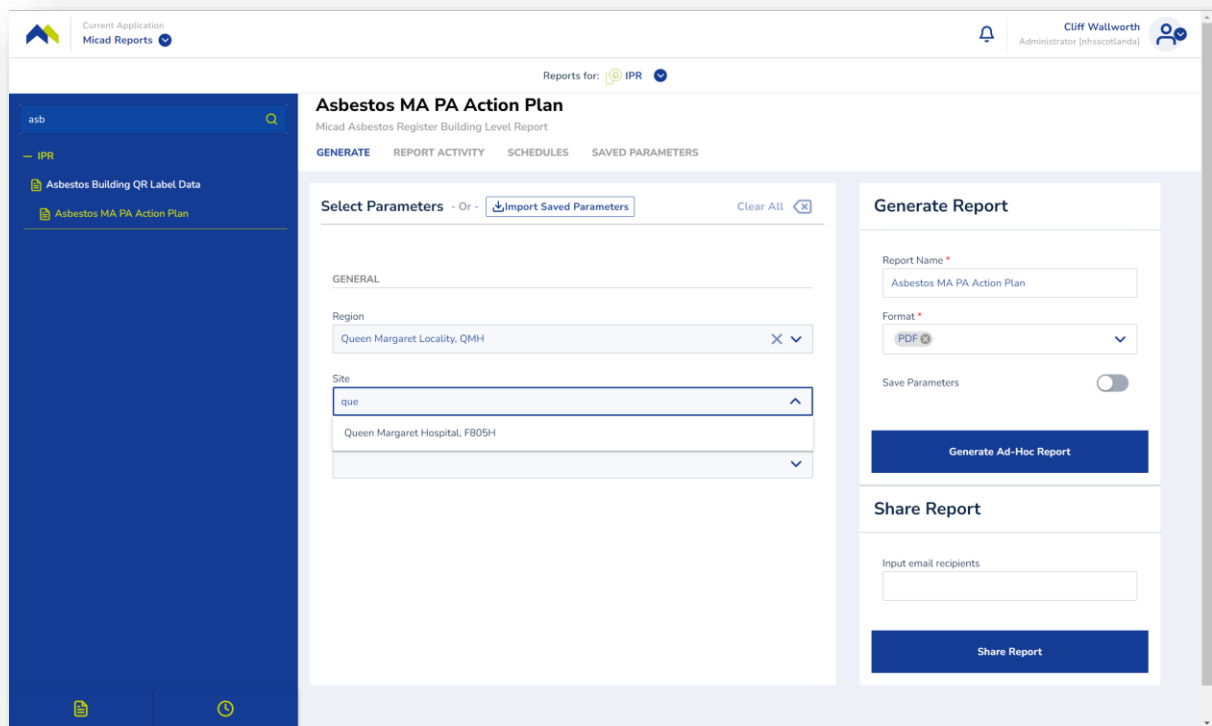 Current Application
Micad Reports
Cliff Wallworth
Administrator [nhsscotlanda]
Reports for: IPR
asb
IPR
Asbestos Building QR Label Data
Asbestos MA PA Action Plan
Asbestos MA PA Action Plan
Micad Asbestos Register Building Level Report
GENERATE REPORT ACTIVITY SCHEDULES SAVED PARAMETERS
Select Parameters - Or - Import Saved Parameters Clear All
GENERAL
Region
Queen Margaret Locality, QMH
Site
que
Queen Margaret Hospital, F805H
Generate Report
Report Name *
Asbestos MA PA Action Plan
Format *
PDF
Save Parameters
Generate Ad-Hoc Report
Share Report
Input email recipients
Share Report